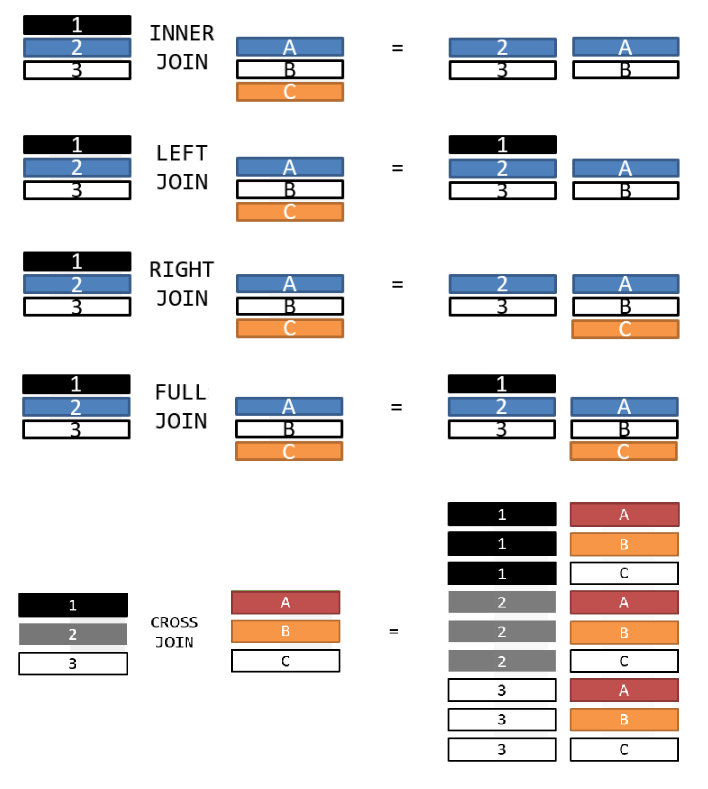 1 INNER
2 A = 2 A
3 JOIN B 3 B
C
1 LEFT 1
2 A = 2 A
3 JOIN B 3 B
C
1 RIGHT
2 A = 2 A
3 JOIN B 3 B
C C
1 FULL 1
2 A = 2 A
3 JOIN B 3 B
C C
1 A
1 B
1 C
1 A 2 A
2 CROSS JOIN B = 2 B
3 C 2 C
3 A
3 B
3 C